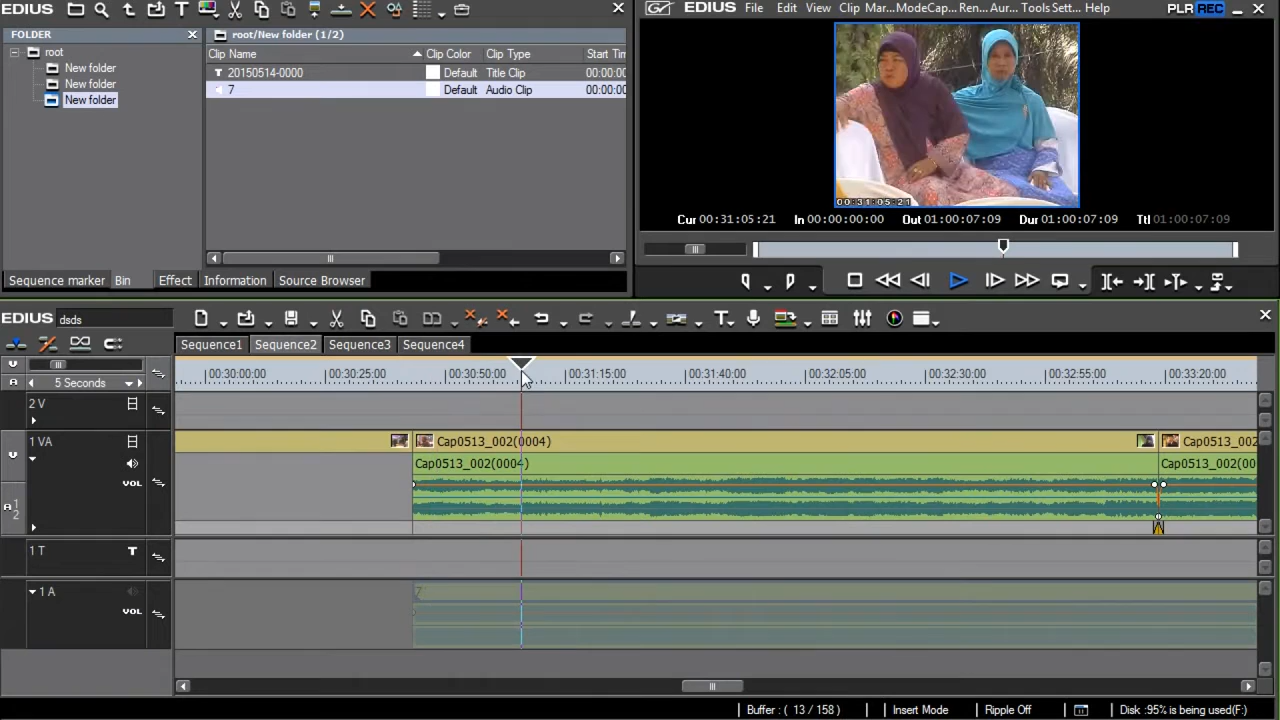 EDIUS
EDIUS File Edit View Clip Mar...ModeCap...Ren...Aur...Tools Sett... Help PLR REC
FOLDER
root/New folder (1/2)
root
New folder
New folder
New folder
Clip Name Clip Color Clip Type Start Tim
T 20150514-0000 Default Title Clip 00:00:00
7 Default Audio Clip 00:00:00
00:31:05:21
Cur 00:31:05:21 In 00:00:00:00 Out 01:00:07:09 Dur 01:00:07:09 Ttl 01:00:07:09
Sequence marker Bin Effect Information Source Browser
EDIUS dsds
Sequence1 Sequence2 Sequence3 Sequence4
5 Seconds
00:30:00:00 00:30:25:00 00:30:50:00 00:31:15:00 00:31:40:00 00:32:05:00 00:32:30:00 00:32:55:00 00:33:20:00
2 V
1 VA
Cap0513_002(0004) Cap0513_002
Cap0513_002(0004) Cap0513_002(00
VOL
A 1
2
1 T T
1 A
7
VOL
Buffer : ( 13 / 158 ) Insert Mode Ripple Off Disk :95% is being used(F:)